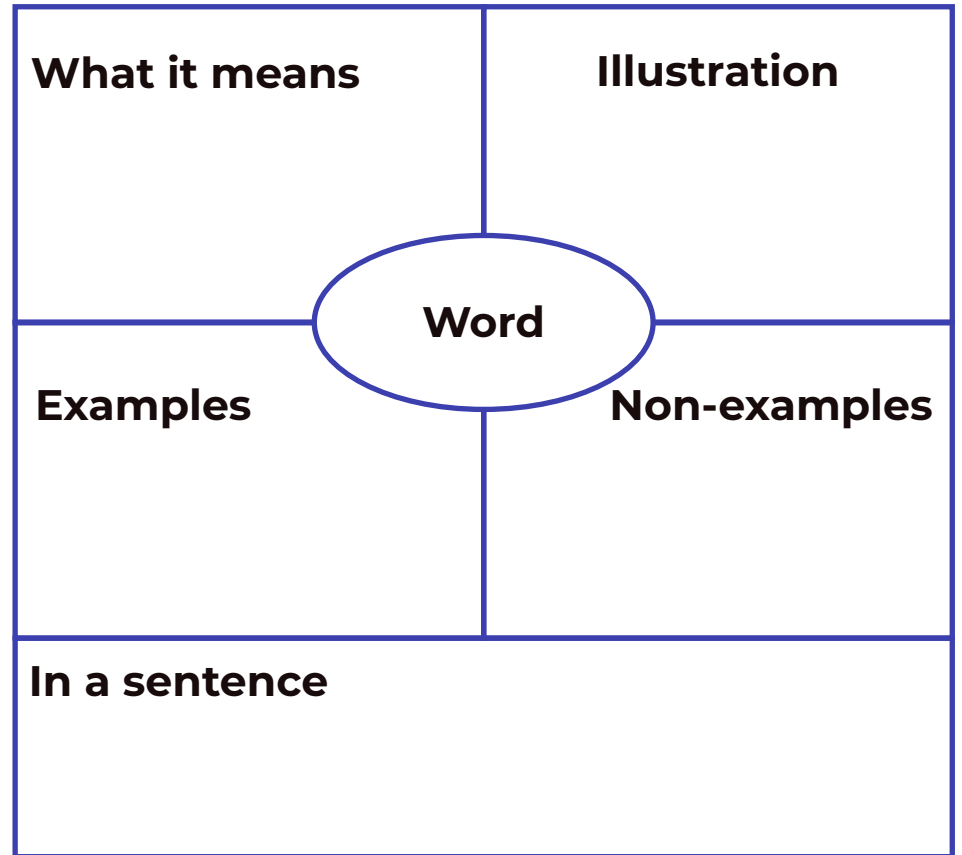 What it means
Illustration
Word
Examples
Non-examples
In a sentence